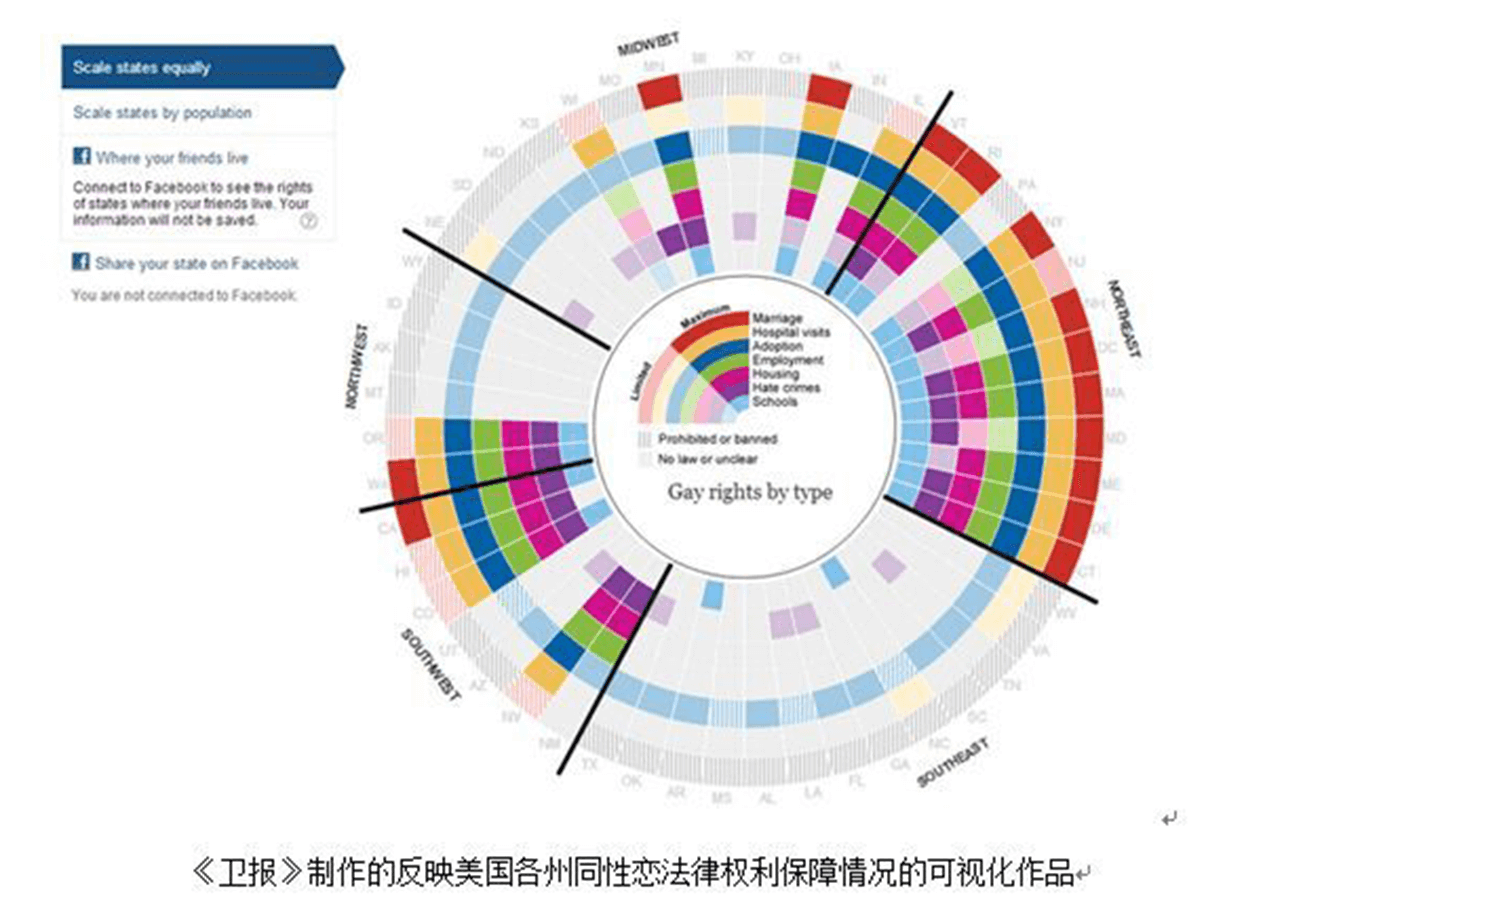 Scale states equally
Scale states by population
Where your friends live
Connect to Facebook to see the rights
of states where your friends live. Your
information will not be saved.
?
Share your state on Facebook
You are not connected to Facebook.
MIDWEST
NE
SD
ND
KS
WI
MO
MN
MI
KY
OH
IA
IN
IL
NORTHEAST
VT
RI
PA
NY
NJ
NH
DC
MA
MD
ME
DE
CT
SOUTHEAST
WV
VA
TN
SC
NC
GA
FL
LA
AL
MS
AR
OK
TX
SOUTHWEST
NM
NV
AZ
UT
CO
HI
CA
NORTHWEST
WA
OR
MT
AK
ID
WY
Maximum
Limited
Marriage
Hospital visits
Adoption
Employment
Housing
Hate crimes
Schools
Prohibited or banned
No law or unclear
Gay rights by type
《卫报》制作的反映美国各州同性恋法律权利保障情况的可视化作品